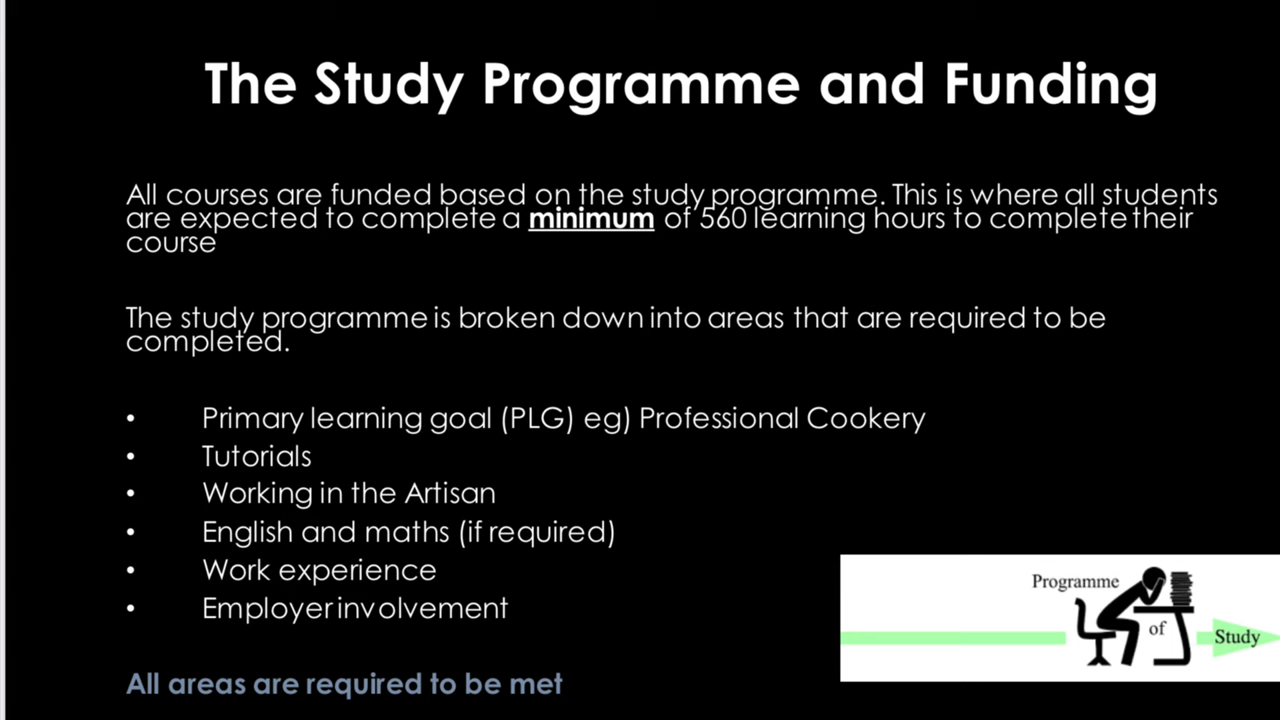 The Study Programme and Funding
All courses are funded based on the study programme. This is where all students
are expected to complete a minimum of 560 learning hours to complete their
course
The study programme is broken down into areas that are required to be
completed.
• Primary learning goal (PLG) eg) Professional Cookery
• Tutorials
• Working in the Artisan
• English and maths (if required)
• Work experience
• Employer involvement
Programme
of
Study
All areas are required to be met